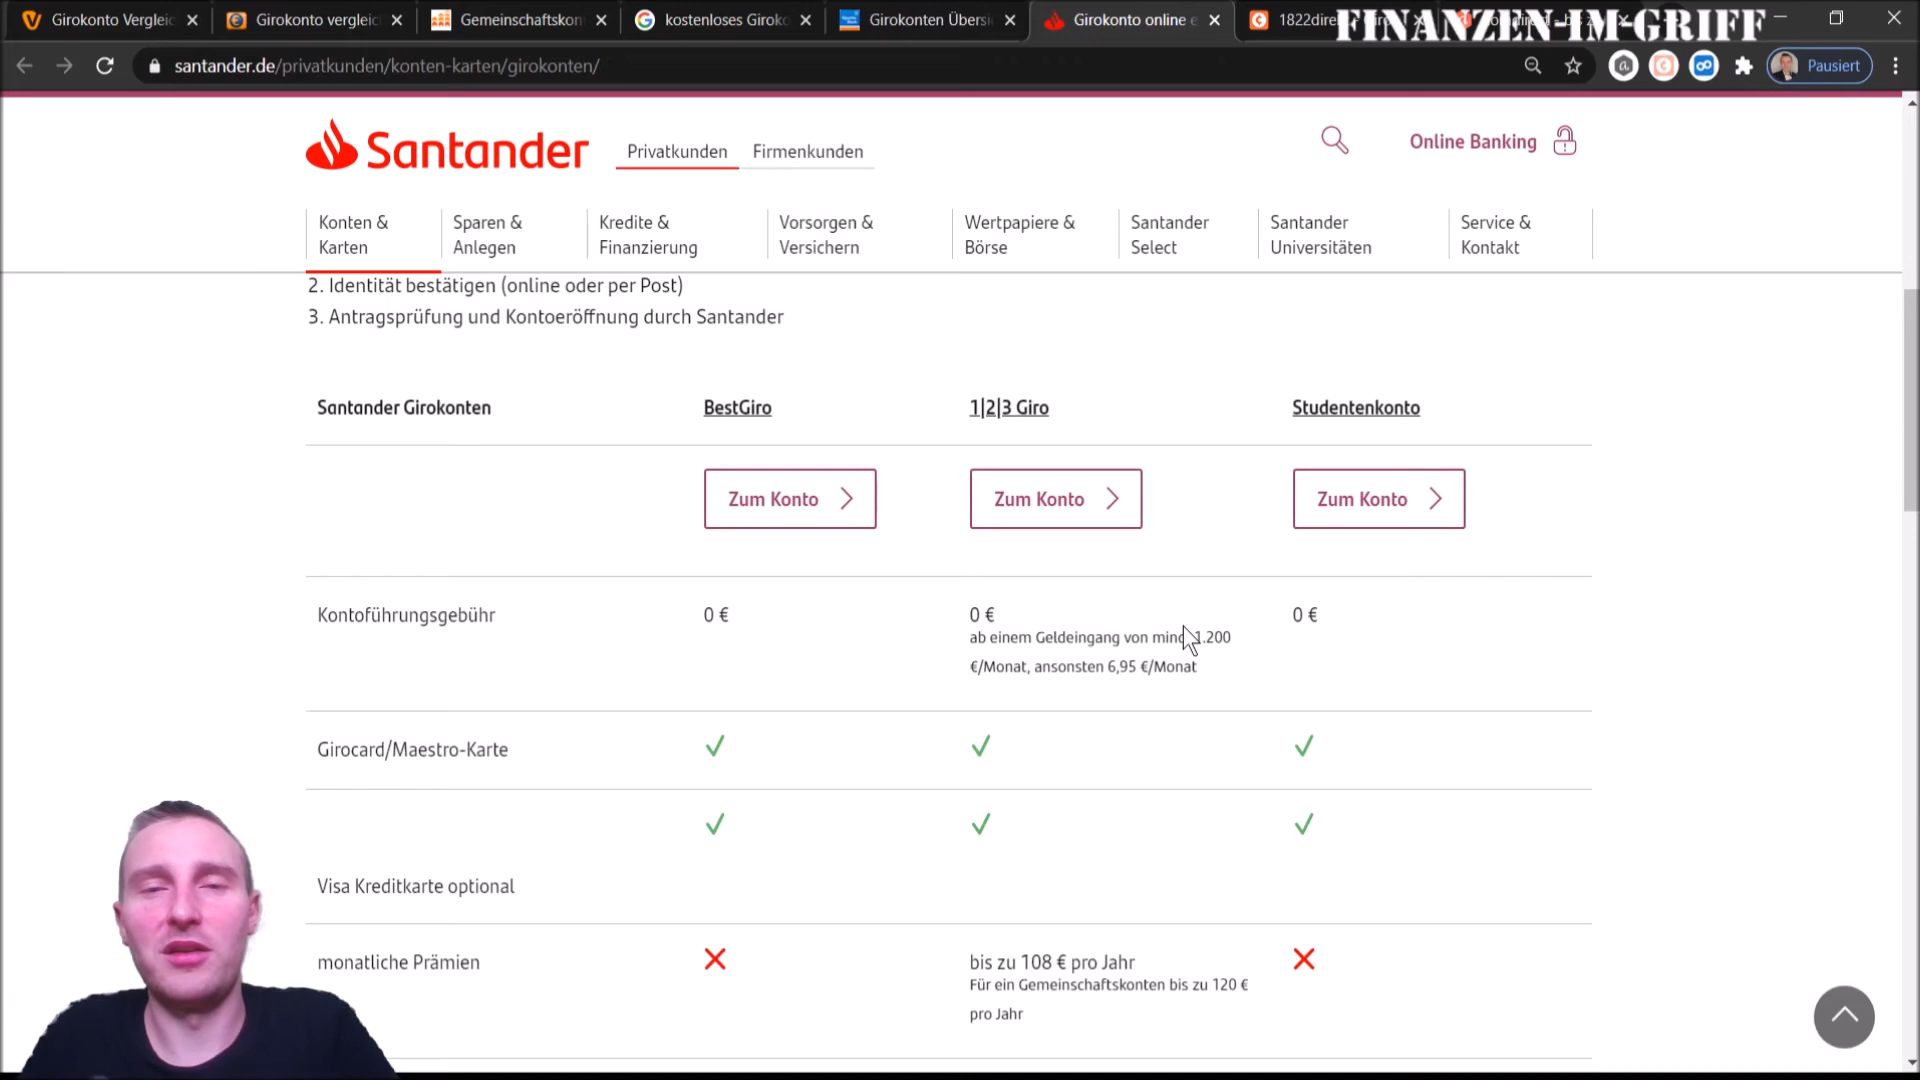 Girokonto Vergleic
Girokonto vergleic
Gemeinschaftskon
kostenloses Giroko
Girokonten Übersi
Girokonto online e
1822dire
FINANZEN-IM-GRIFF
santander.de/privatkunden/konten-karten/girokonten/
Pausiert
Santander
Privatkunden
Firmenkunden
Online Banking
Konten &
Karten
Sparen &
Anlegen
Kredite &
Finanzierung
Vorsorgen &
Versichern
Wertpapiere &
Börse
Santander
Select
Santander
Universitäten
Service &
Kontakt
2. Identität bestätigen (online oder per Post)
3. Antragsprüfung und Kontoeröffnung durch Santander
Santander Girokonten
BestGiro
1|2|3 Giro
Studentenkonto
Zum Konto
Zum Konto
Zum Konto
Kontoführungsgebühr
0 €
0 €
0 €
ab einem Geldeingang von mind. 1.200
€/Monat, ansonsten 6,95 €/Monat
Girocard/Maestro-Karte
Visa Kreditkarte optional
monatliche Prämien
bis zu 108 € pro Jahr
Für ein Gemeinschaftskonten bis zu 120 €
pro Jahr